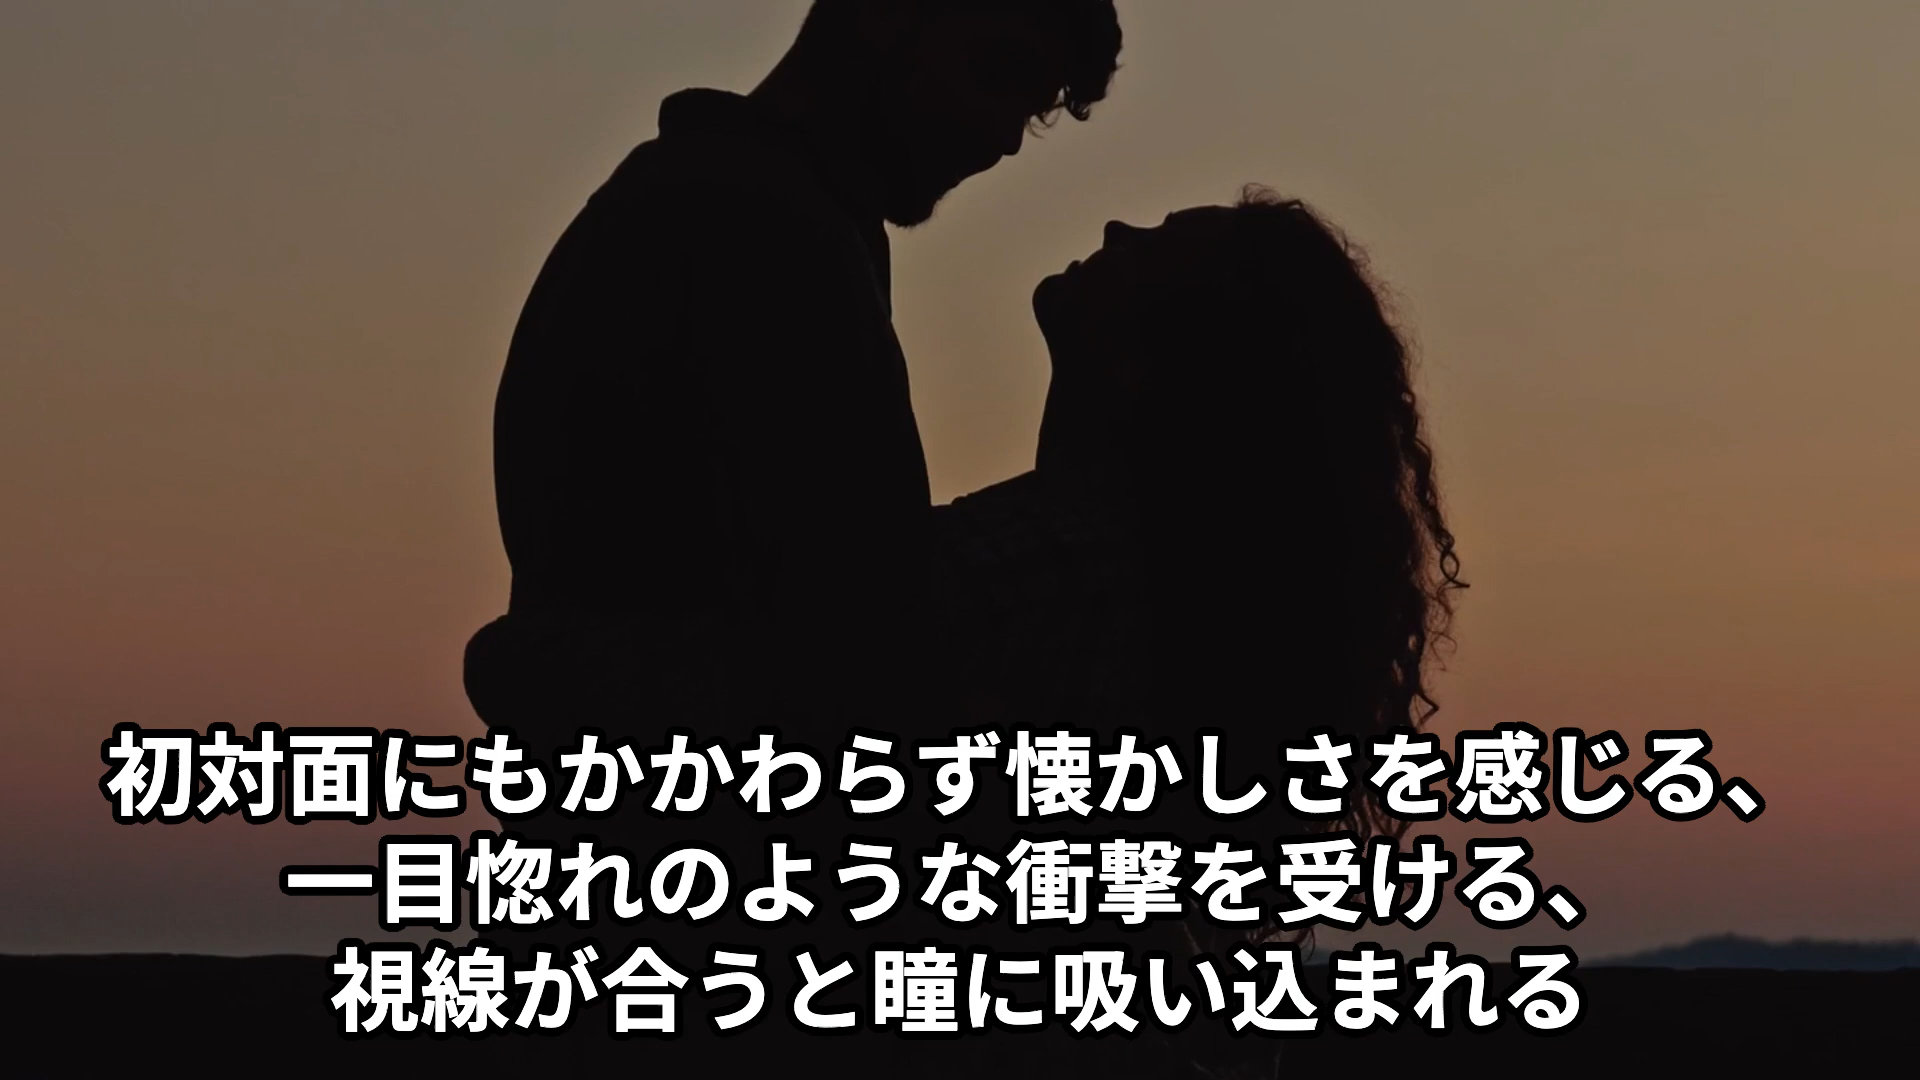 初対面にもかかわらず懐かしさを感じる、
一目惚れのような衝撃を受ける、
視線が合うと瞳に吸い込まれる